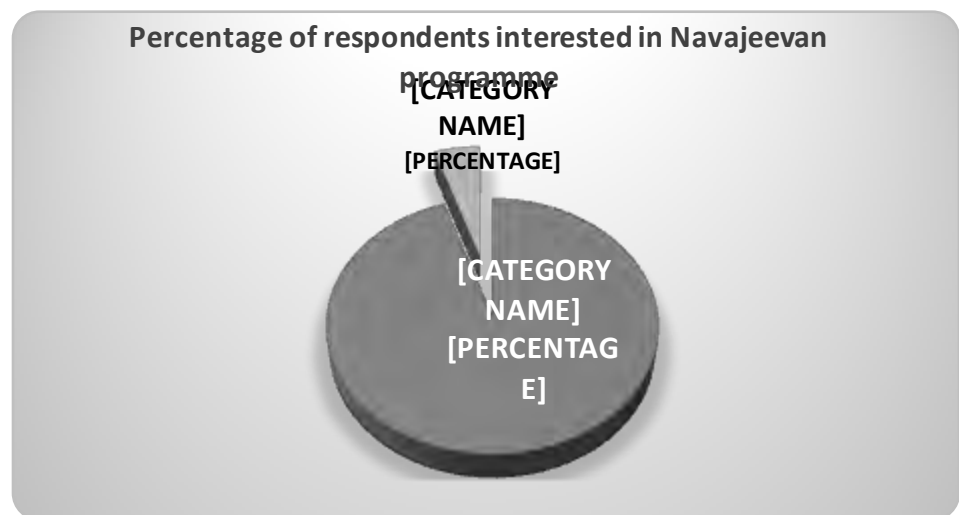 Percentage of respondents interested in Navajeevan
programme
[CATEGORY
NAME]
[PERCENTAGE]
[CATEGORY
NAME]
[PERCENTAG
E]